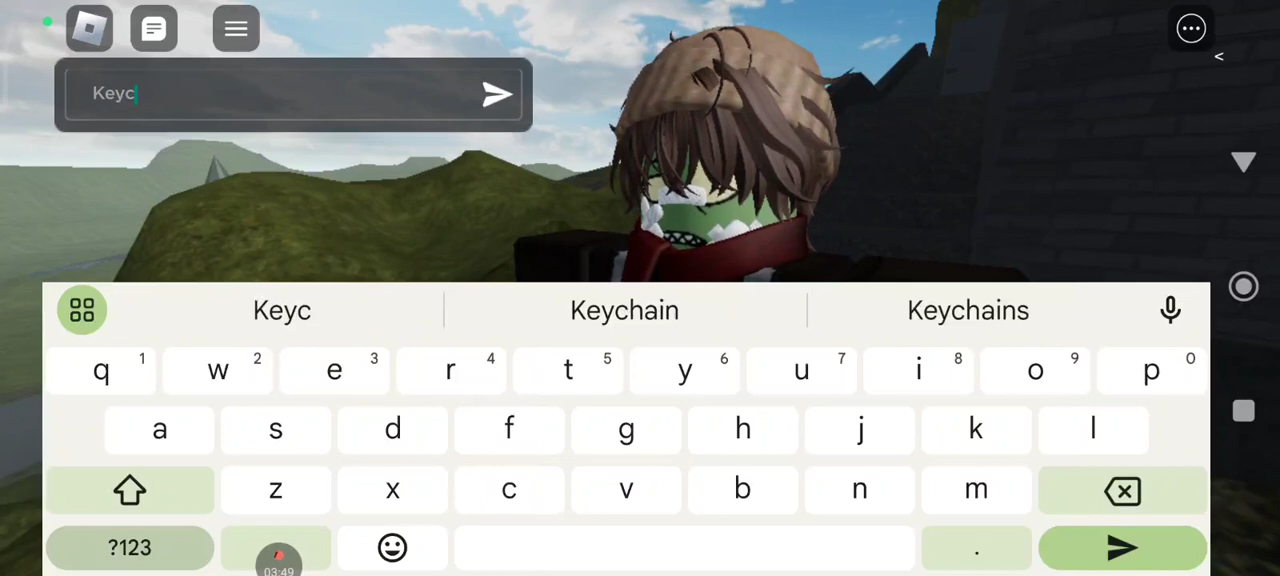 Keyc
<
Keyc Keychain Keychains
q 1 w 2 e 3 r 4 t 5 y 6 u 7 i 8 o 9 p 0
a s d f g h j k l
z x c v b n m
?123 .
03:49